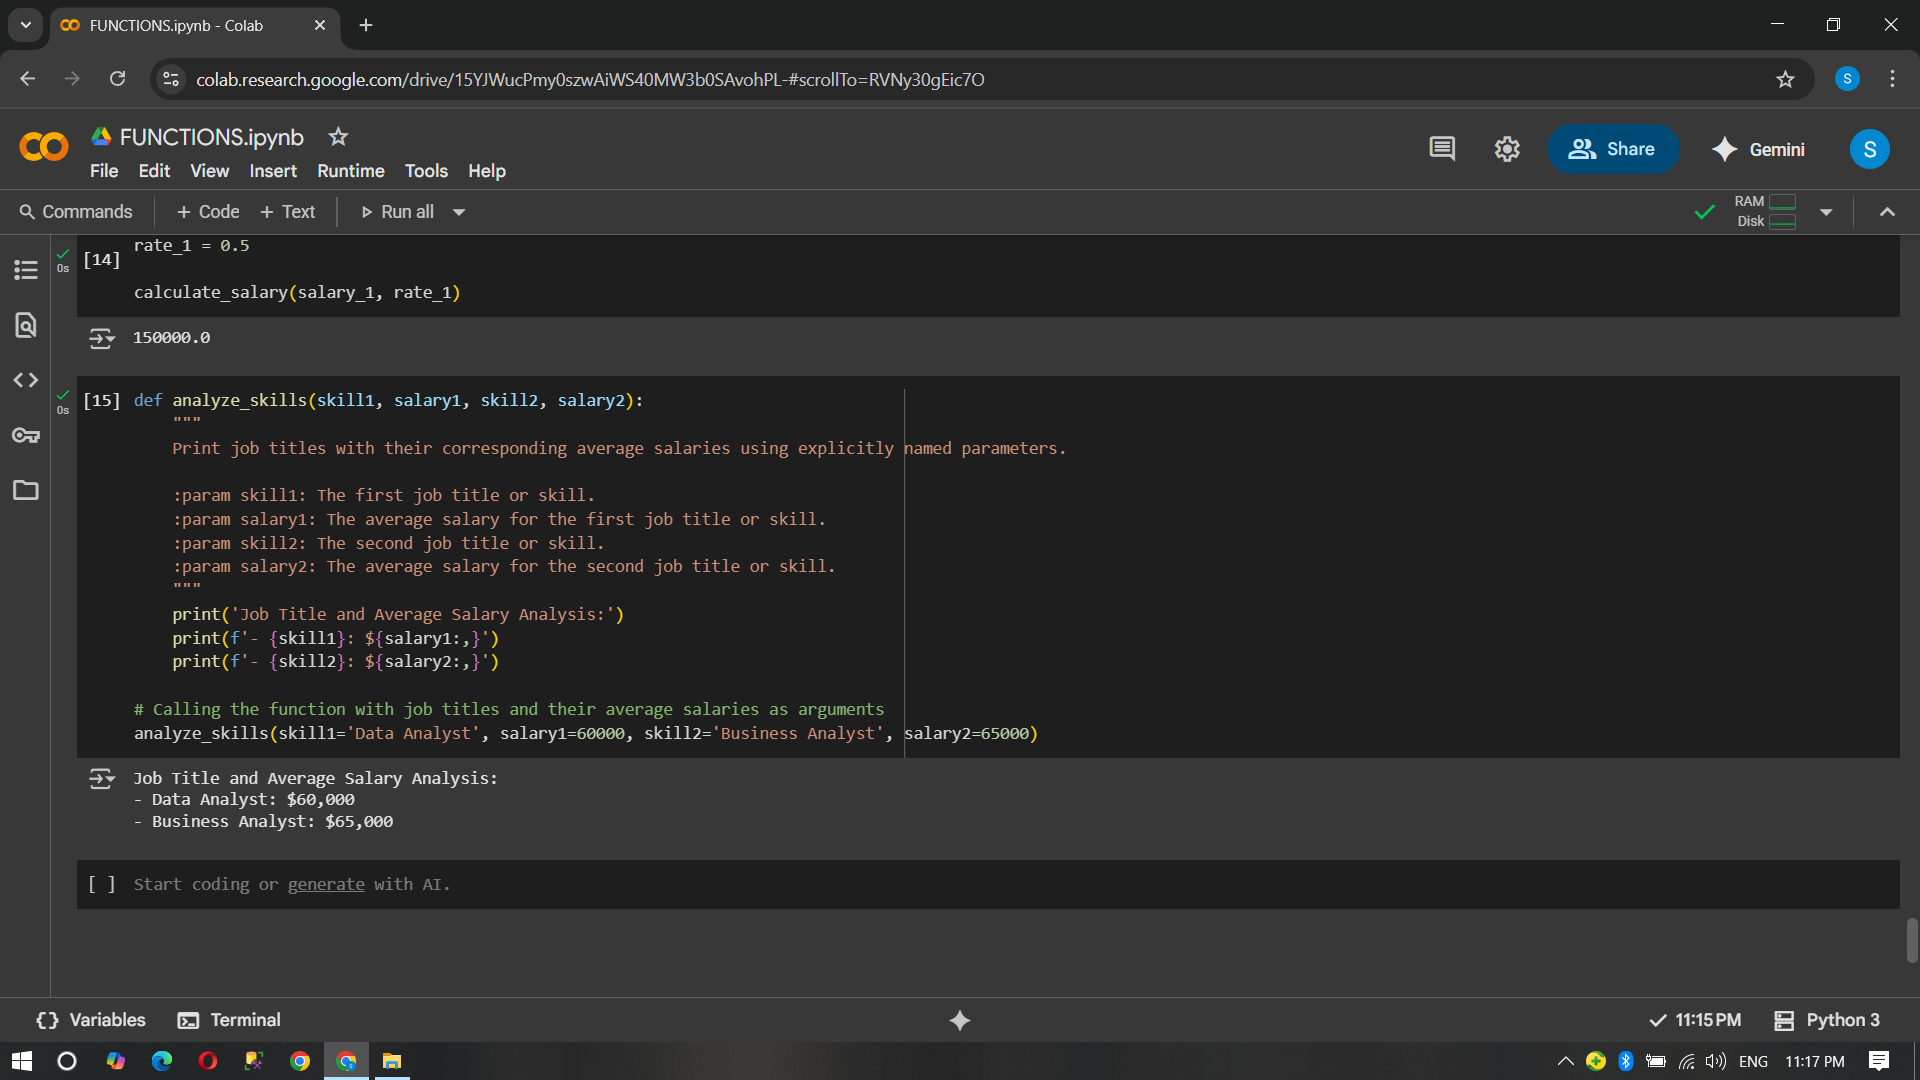 FUNCTIONS.ipynb - Colab
colab.research.google.com/drive/15YJWucPmy0szwAiWS40MW3b0SAvohPL-#scrollTo=RVNy30gEic7O
S
FUNCTIONS.ipynb
File Edit View Insert Runtime Tools Help
Share
Gemini
S
Commands + Code + Text Run all
RAM
Disk
rate_1 = 0.5
[14]
0s
calculate_salary(salary_1, rate_1)
150000.0
[15] def analyze_skills(skill1, salary1, skill2, salary2):
0s
"""
Print job titles with their corresponding average salaries using explicitly named parameters.
:param skill1: The first job title or skill.
:param salary1: The average salary for the first job title or skill.
:param skill2: The second job title or skill.
:param salary2: The average salary for the second job title or skill.
"""
print('Job Title and Average Salary Analysis:')
print(f'- {skill1}: ${salary1:,}')
print(f'- {skill2}: ${salary2:,}')
# Calling the function with job titles and their average salaries as arguments
analyze_skills(skill1='Data Analyst', salary1=60000, skill2='Business Analyst', salary2=65000)
Job Title and Average Salary Analysis:
- Data Analyst: $60,000
- Business Analyst: $65,000
[ ] Start coding or generate with AI.
Variables Terminal
11:15 PM Python 3
ENG 11:17 PM